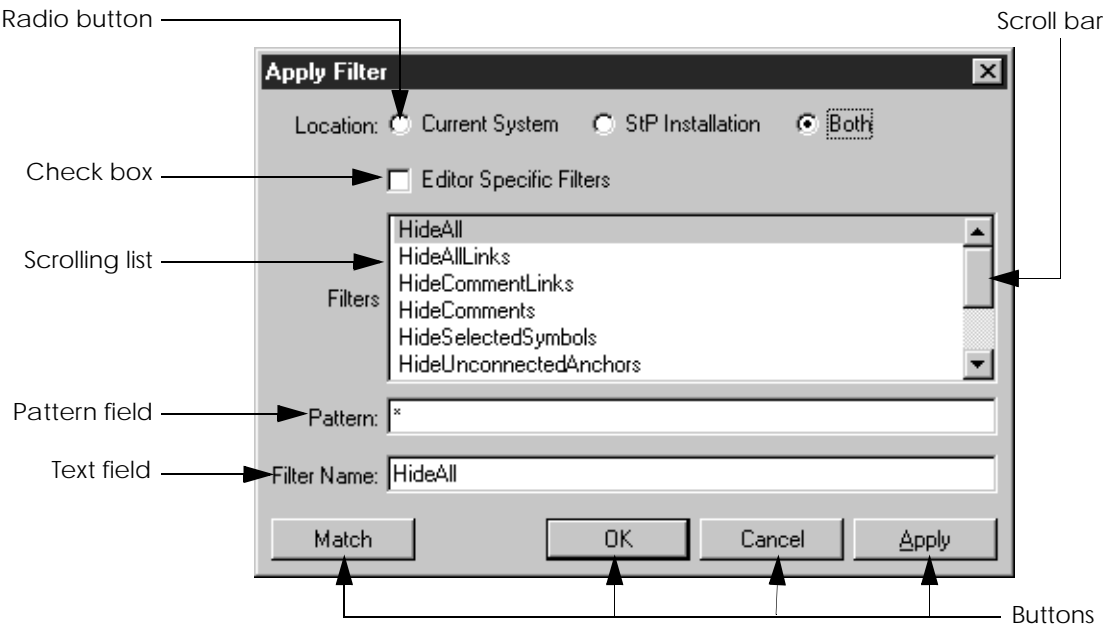 Radio button
Scroll bar
Apply Filter
Location: Current System StP Installation Both
Check box
Editor Specific Filters
HideAll
HideAllLinks
Scrolling list
HideCommentLinks
Filters
HideComments
HideSelectedSymbols
HideUnconnectedAnchors
Pattern field
Pattern: *
Text field
Filter Name: HideAll
Match OK Cancel Apply
Buttons